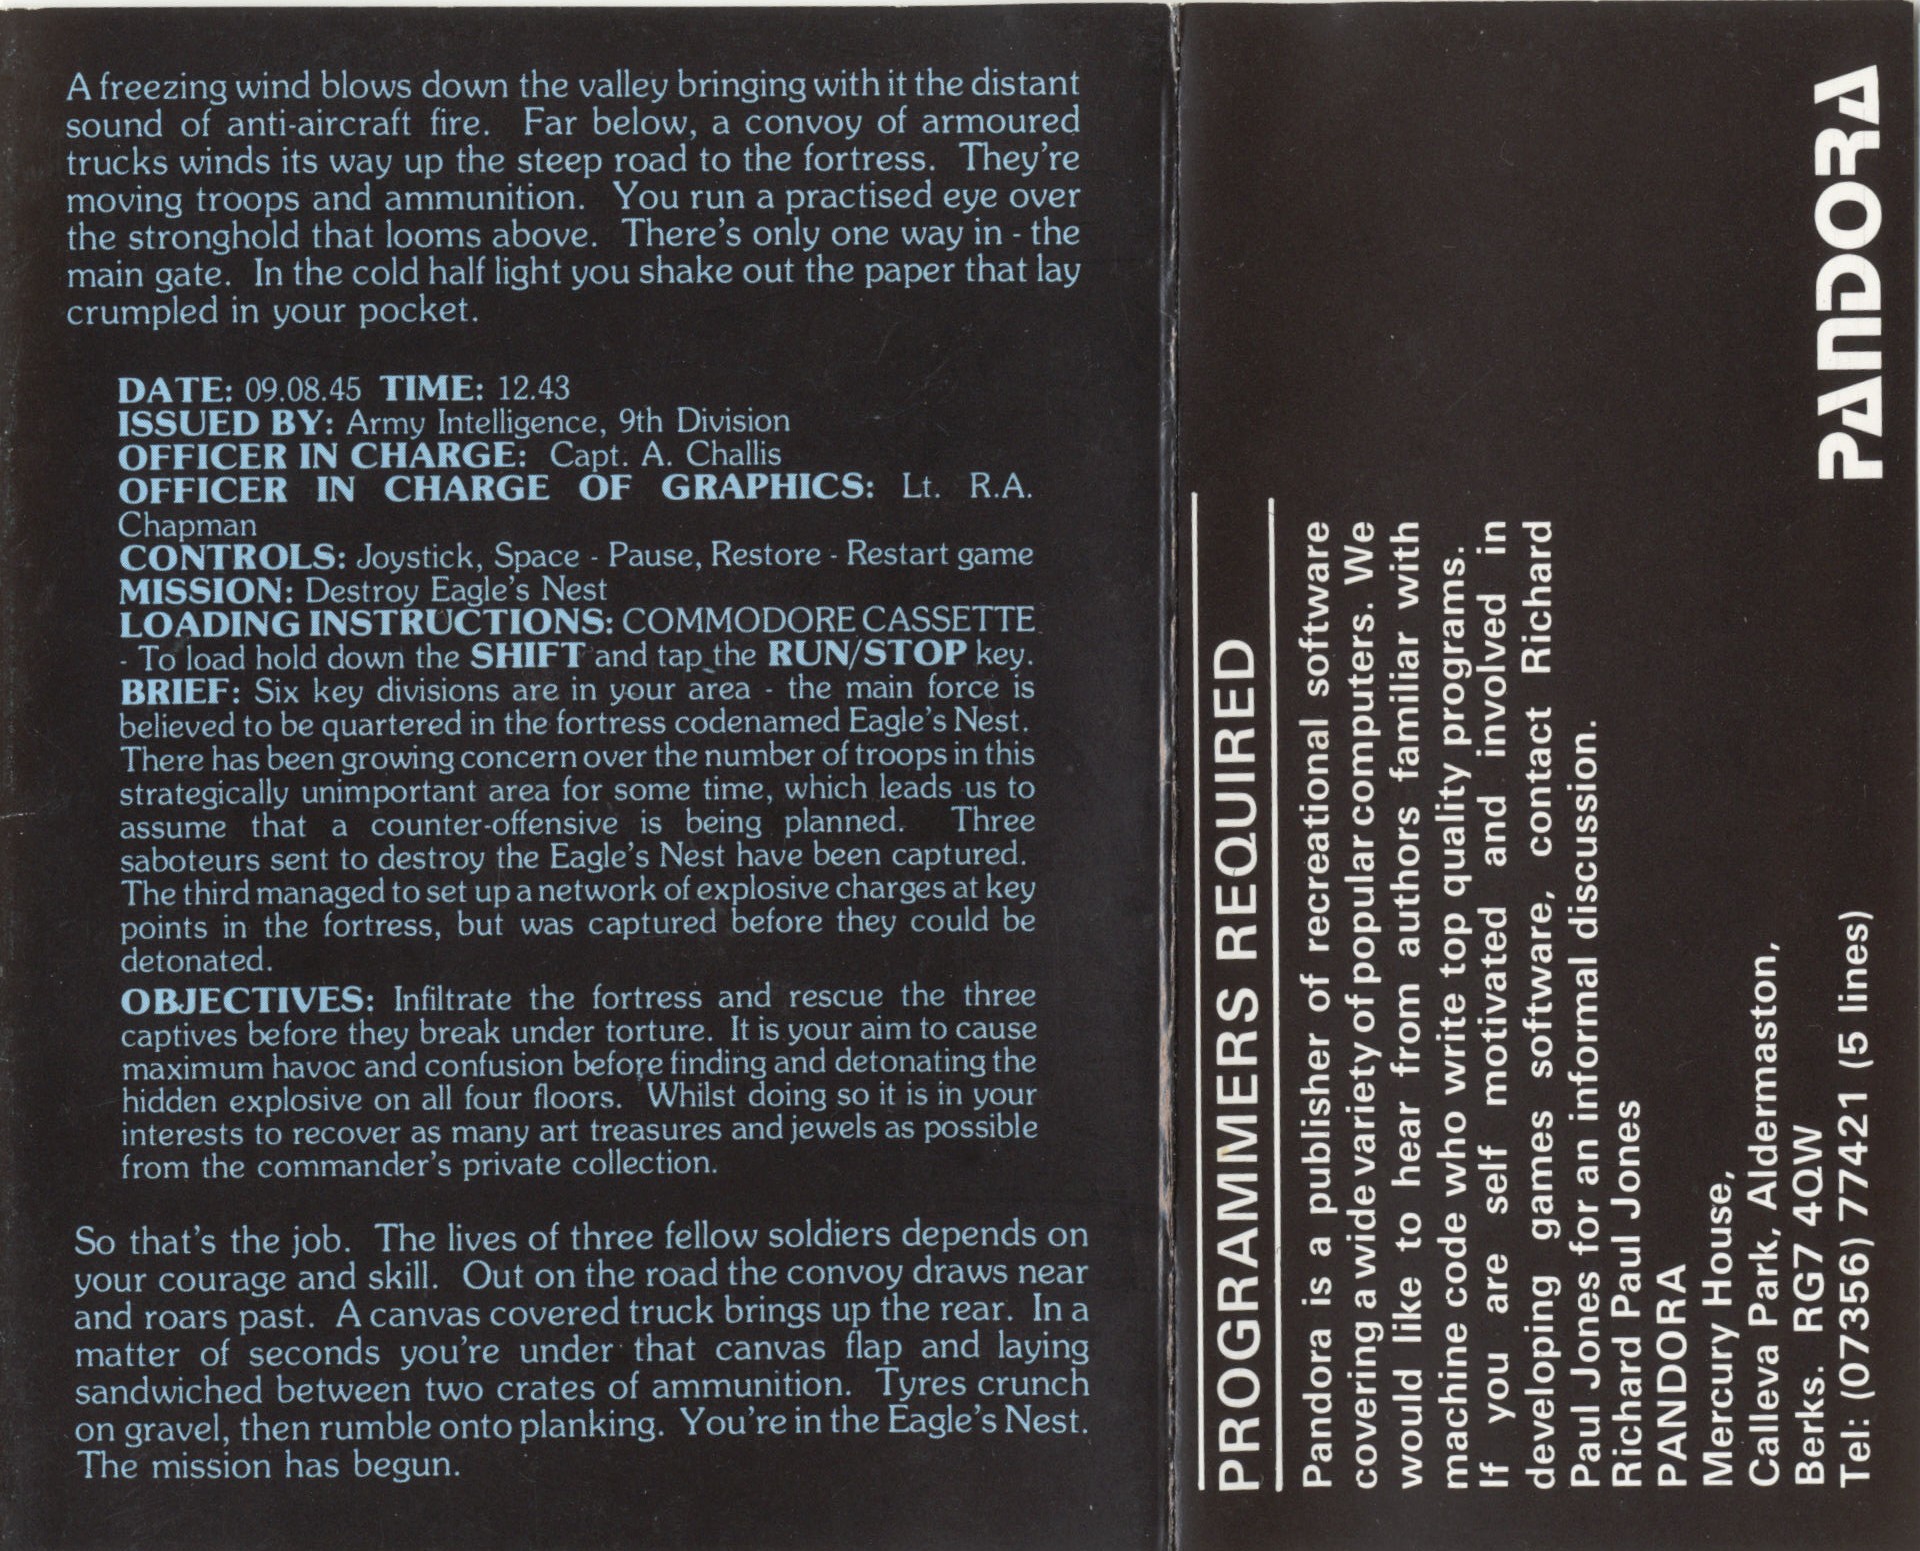 A freezing wind blows down the valley bringing with it the distant
sound of anti-aircraft fire. Far below, a convoy of armoured
trucks winds its way up the steep road to the fortress. They're
moving troops and ammunition. You run a practised eye over
the stronghold that looms above. There's only one way in - the
main gate. In the cold half light you shake out the paper that lay
crumpled in your pocket.
DATE: 09.08.45 TIME: 12.43
ISSUED BY: Army Intelligence, 9th Division
OFFICER IN CHARGE: Capt. A. Challis
OFFICER IN CHARGE OF GRAPHICS: Lt. R.A.
Chapman
CONTROLS: Joystick, Space - Pause, Restore - Restart game
MISSION: Destroy Eagle's Nest
LOADING INSTRUCTIONS: COMMODORE CASSETTE
- To load hold down the SHIFT and tap the RUN/STOP key.
BRIEF: Six key divisions are in your area - the main force is
believed to be quartered in the fortress codenamed Eagle's Nest.
There has been growing concern over the number of troops in this
strategically unimportant area for some time, which leads us to
assume that a counter-offensive is being planned. Three
saboteurs sent to destroy the Eagle's Nest have been captured.
The third managed to set up a network of explosive charges at key
points in the fortress, but was captured before they could be
detonated.
OBJECTIVES: Infiltrate the fortress and rescue the three
captives before they break under torture. It is your aim to cause
maximum havoc and confusion before finding and detonating the
hidden explosive on all four floors. Whilst doing so it is in your
interests to recover as many art treasures and jewels as possible
from the commander's private collection.
So that's the job. The lives of three fellow soldiers depends on
your courage and skill. Out on the road the convoy draws near
and roars past. A canvas covered truck brings up the rear. In a
matter of seconds you're under that canvas flap and laying
sandwiched between two crates of ammunition. Tyres crunch
on gravel, then rumble onto planking. You're in the Eagle's Nest.
The mission has begun.
PROGRAMMERS REQUIRED
Pandora is a publisher of recreational software
covering a wide variety of popular computers. We
would like to hear from authors familiar with
machine code who write top quality programs.
If you are self motivated and involved in
developing games software, contact Richard
Paul Jones for an informal discussion.
Richard Paul Jones
PANDORA
Mercury House,
Calleva Park, Aldermaston,
Berks. RG7 4QW
Tel: (07356) 77421 (5 lines)
PANDORA